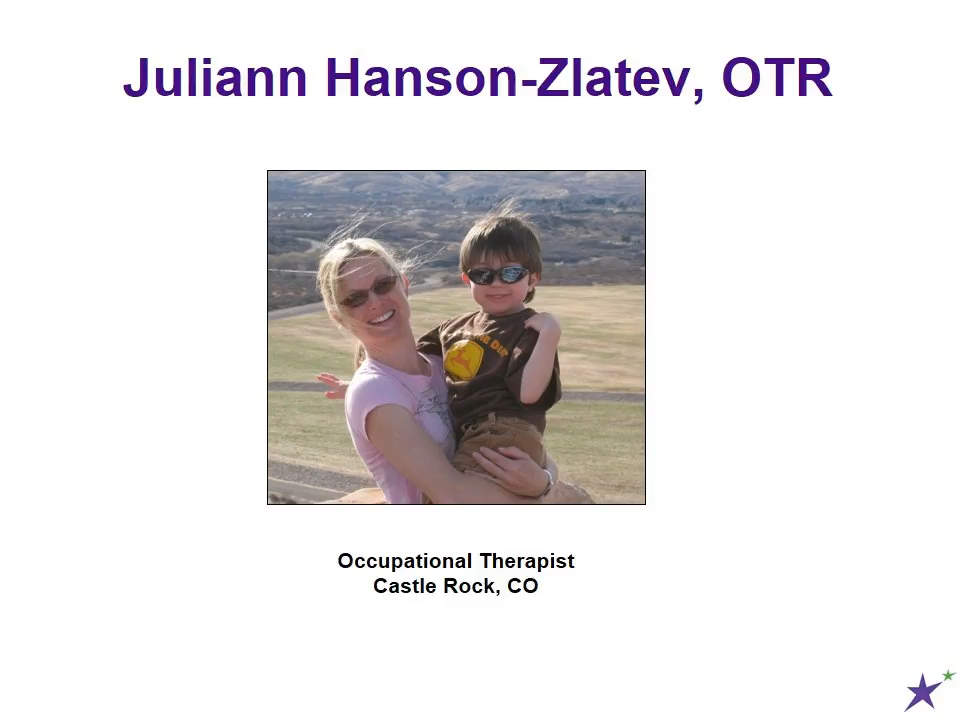 Juliann Hanson-Zlatev, OTR
Occupational Therapist
Castle Rock, CO